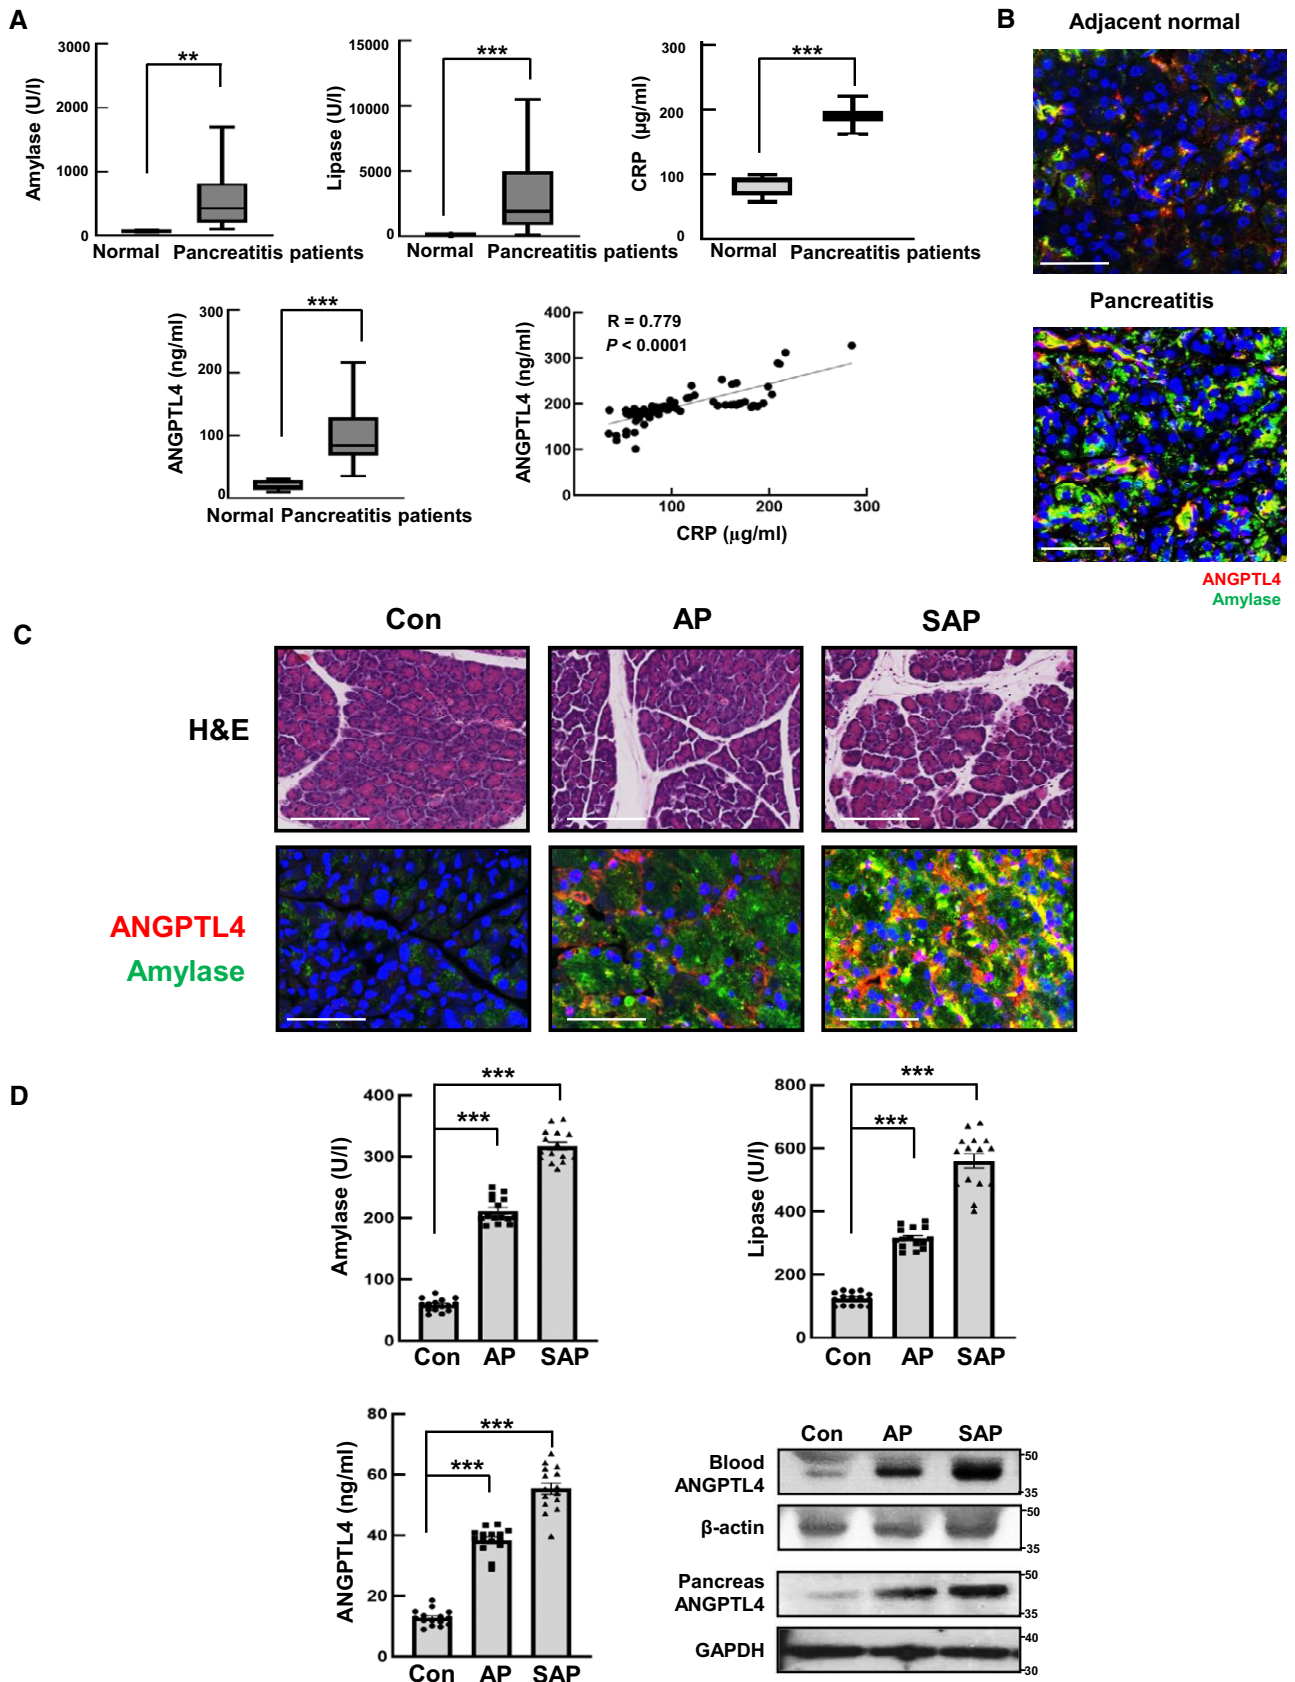 A
3000
2000
1000
0
Amylase (U/l)
**
Normal
Pancreatitis patients
15000
10000
5000
0
Lipase (U/l)
***
Normal
Pancreatitis patients
300
200
100
0
CRP (μg/ml)
***
Normal
Pancreatitis patients
300
200
100
0
ANGPTL4 (ng/ml)
***
Normal
Pancreatitis patients
400
300
200
100
0
ANGPTL4 (ng/ml)
R = 0.779
P < 0.0001
100
200
300
CRP (μg/ml)
B
Adjacent normal
Pancreatitis
ANGPTL4
Amylase
C
Con
AP
SAP
H&E
ANGPTL4
Amylase
D
400
300
200
100
0
Amylase (U/l)
***
***
Con
AP
SAP
800
600
400
200
0
Lipase (U/l)
***
***
Con
AP
SAP
80
60
40
20
0
ANGPTL4 (ng/ml)
***
***
Con
AP
SAP
Con
AP
SAP
Blood
ANGPTL4
50
35
β-actin
50
35
Pancreas
ANGPTL4
50
35
GAPDH
40
30